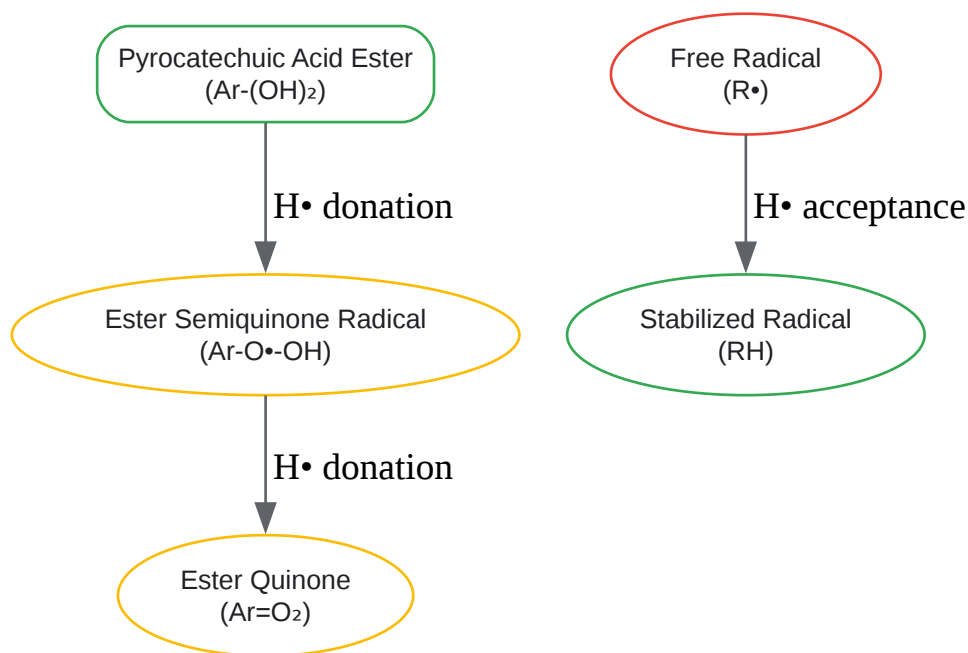 Pyrocatechuic Acid Ester
(Ar-(OH)₂)
H• donation
Ester Semiquinone Radical
(Ar-O•-OH)
H• donation
Ester Quinone
(Ar=O₂)
Free Radical
(R•)
H• acceptance
Stabilized Radical
(RH)